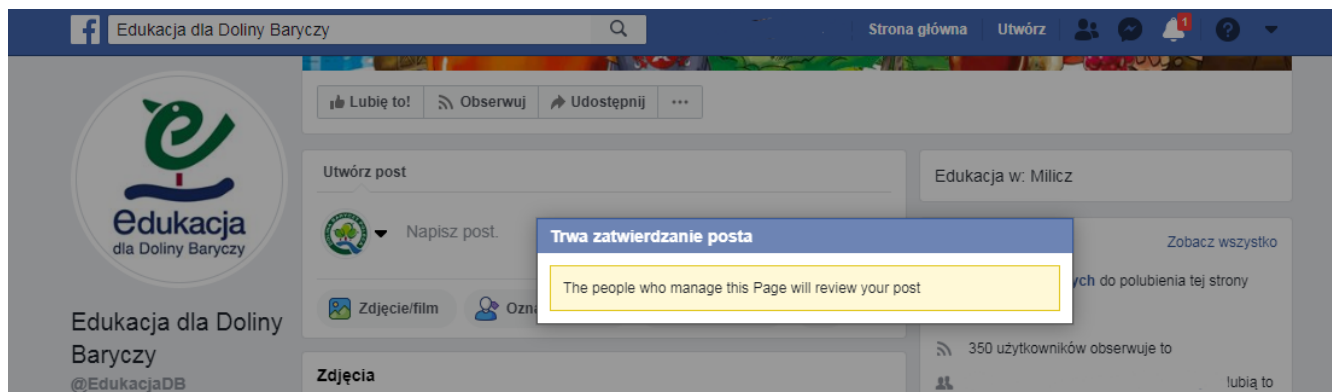 Edukacja dla Doliny Baryczy
Strona główna
Utwórz
1
?
Lubię to!
Obserwuj
Udostępnij
edukacja
dla Doliny Baryczy
Edukacja dla Doliny
Baryczy
@EdukacjaDB
Utwórz post
Napisz post.
Zdjęcie/film
Ozna
Zdjęcia
Trwa zatwierdzanie posta
The people who manage this Page will review your post
Edukacja w: Milicz
Zobacz wszystko
ych do polubienia tej strony
350 użytkowników obserwuje to
lubią to